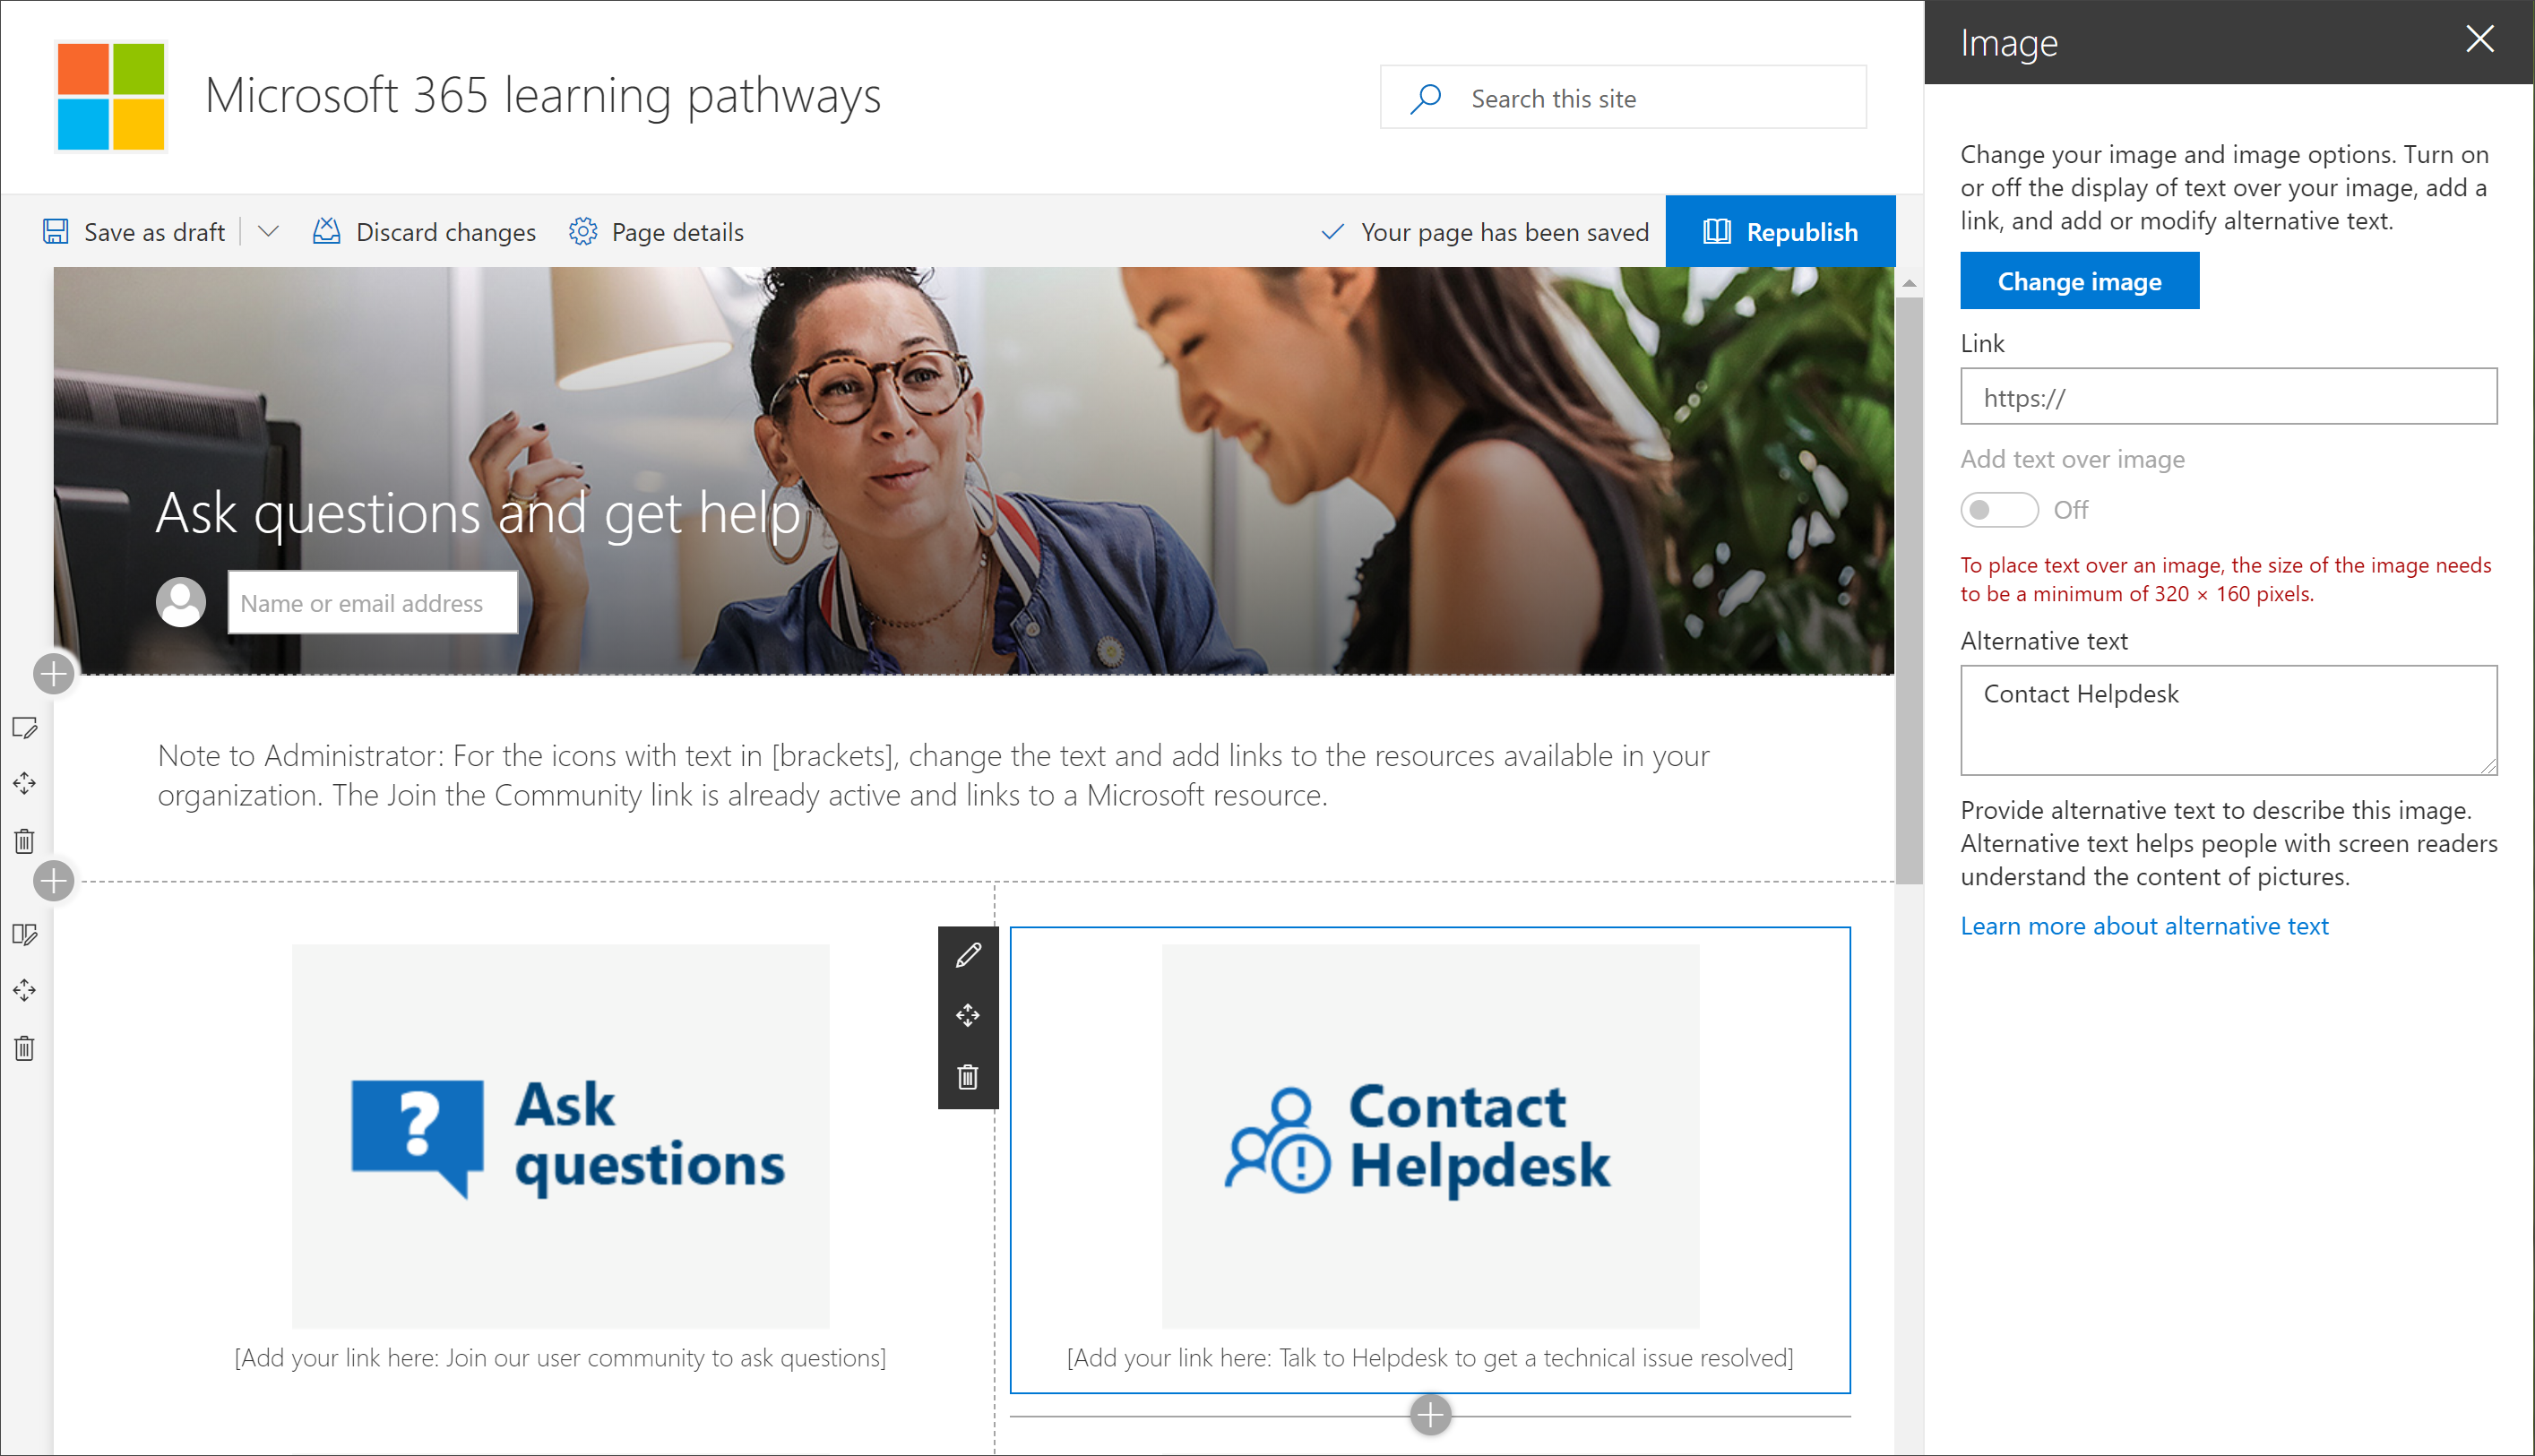 Microsoft 365 learning pathways
Search this site
Save as draft
Discard changes
Page details
Your page has been saved
Republish
Ask questions and get help
Name or email address
Note to Administrator: For the icons with text in [brackets], change the text and add links to the resources available in your
organization. The Join the Community link is already active and links to a Microsoft resource.
?
Ask
questions
[Add your link here: Join our user community to ask questions]
!
Contact
Helpdesk
[Add your link here: Talk to Helpdesk to get a technical issue resolved]
Image
Change your image and image options. Turn on
or off the display of text over your image, add a
link, and add or modify alternative text.
Change image
Link
https://
Add text over image
Off
To place text over an image, the size of the image needs
to be a minimum of 320 × 160 pixels.
Alternative text
Contact Helpdesk
Provide alternative text to describe this image.
Alternative text helps people with screen readers
understand the content of pictures.
Learn more about alternative text